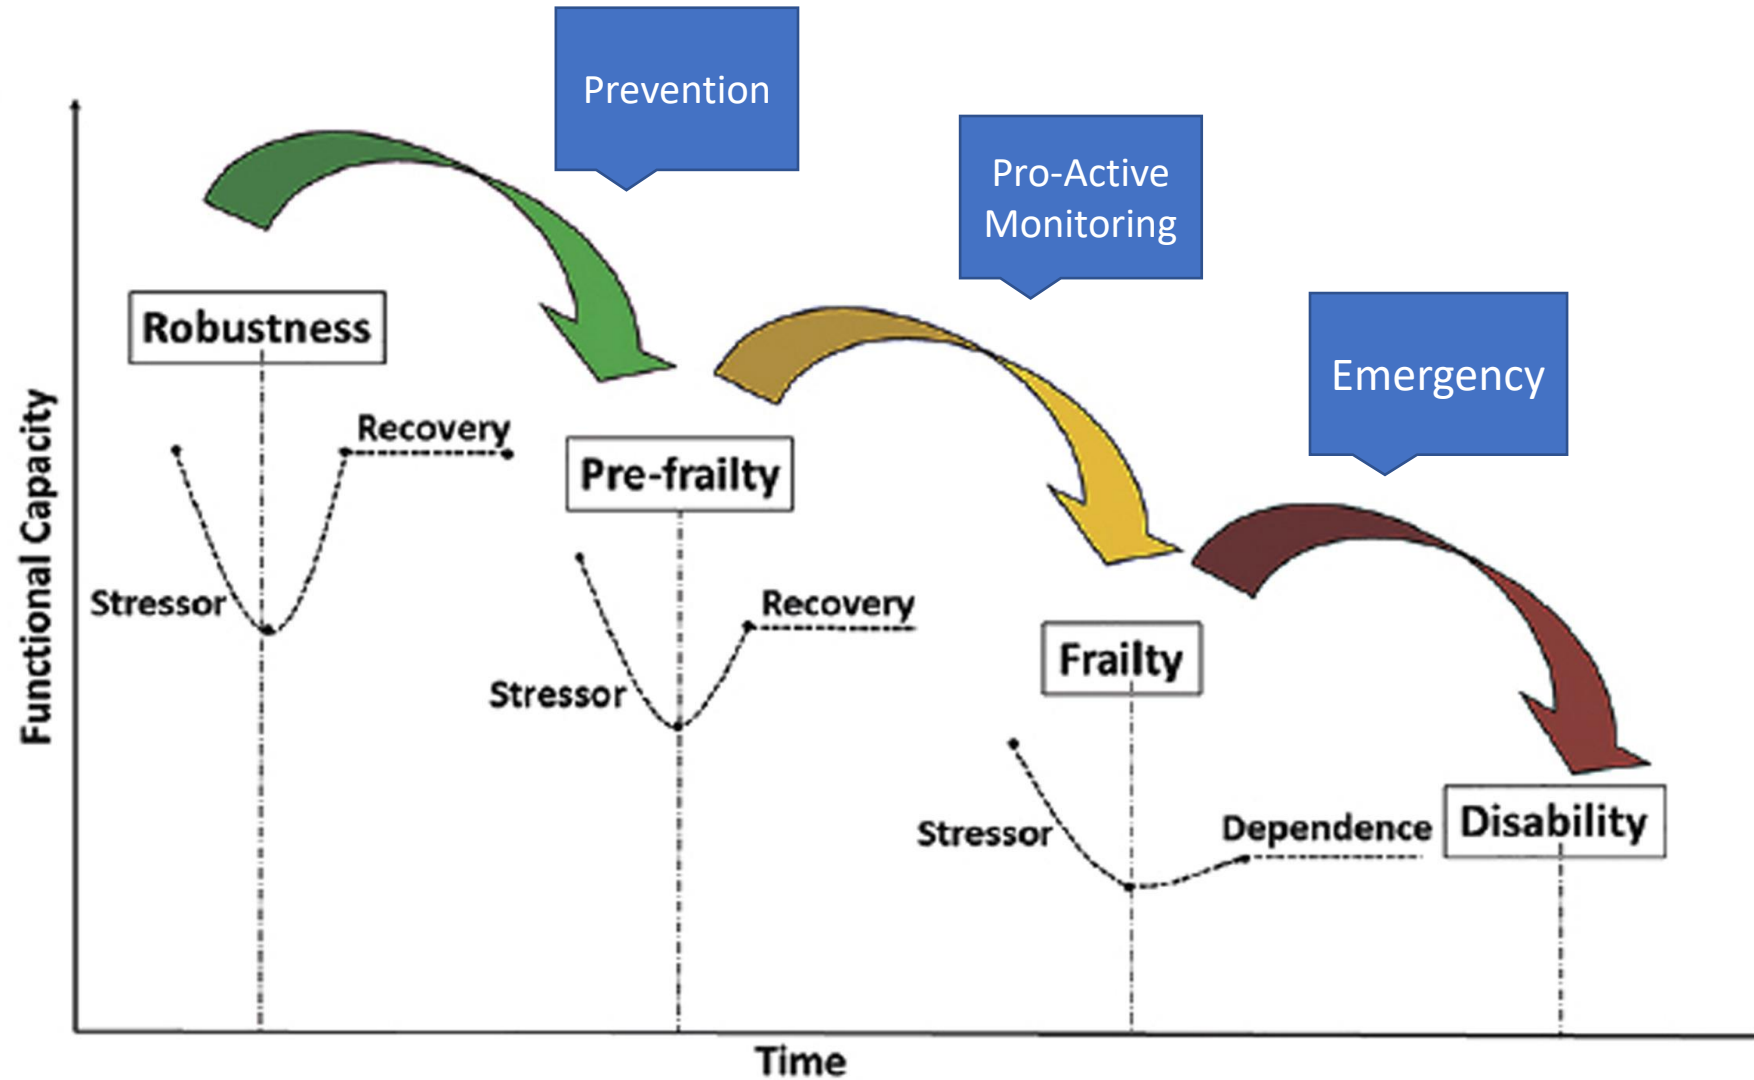 Prevention
Pro-Active
Monitoring
Emergency
Robustness
Recovery
Pre-frailty
Stressor
Recovery
Stressor
Frailty
Stressor
Dependence
Disability
Functional Capacity
Time